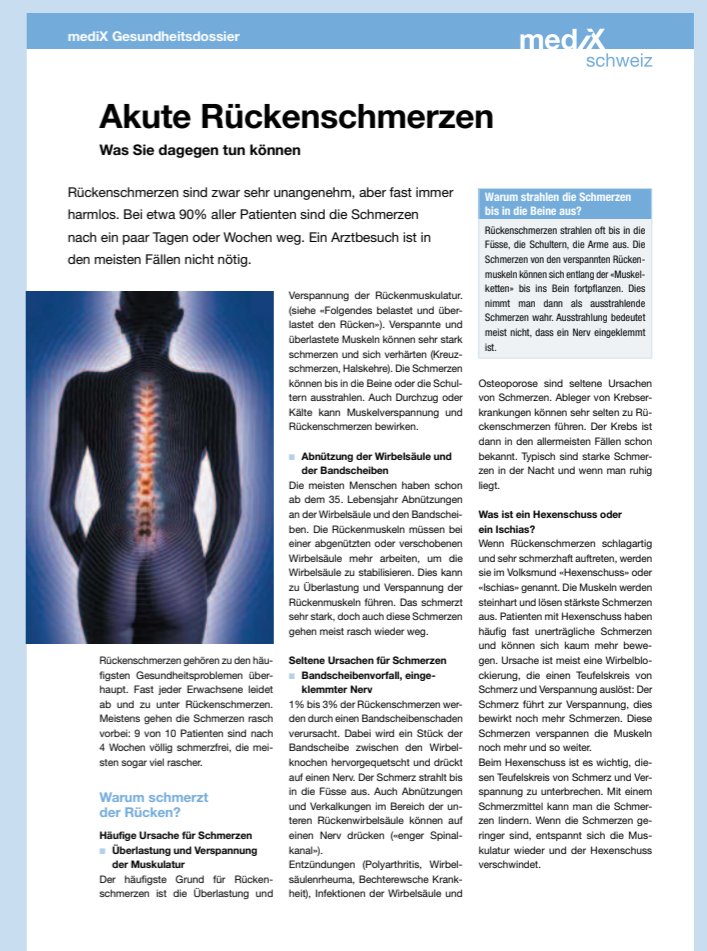 mediX Gesundheitsdossier
mediX
schweiz
Akute Rückenschmerzen
Was Sie dagegen tun können
Rückenschmerzen sind zwar sehr unangenehm, aber fast immer
harmlos. Bei etwa 90% aller Patienten sind die Schmerzen
nach ein paar Tagen oder Wochen weg. Ein Arztbesuch ist in
den meisten Fällen nicht nötig.
Rückenschmerzen gehören zu den häu-
figsten Gesundheitsproblemen über-
haupt. Fast jeder Erwachsene leidet
ab und zu unter Rückenschmerzen.
Meistens gehen die Schmerzen rasch
vorbei: 9 von 10 Patienten sind nach
4 Wochen völlig schmerzfrei, die mei-
sten sogar viel rascher.
Warum schmerzt
der Rücken?
Häufige Ursache für Schmerzen
■ Überlastung und Verspannung
der Muskulatur
Der häufigste Grund für Rücken-
schmerzen ist die Überlastung und
Verspannung der Rückenmuskulatur.
(siehe «Folgendes belastet und über-
lastet den Rücken»). Verspannte und
überlastete Muskeln können sehr stark
schmerzen und sich verhärten (Kreuz-
schmerzen, Halskehre). Die Schmerzen
können bis in die Beine oder die Schul-
tern ausstrahlen. Auch Durchzug oder
Kälte kann Muskelverspannung und
Rückenschmerzen bewirken.
■ Abnützung der Wirbelsäule und
der Bandscheiben
Die meisten Menschen haben schon
ab dem 35. Lebensjahr Abnützungen
an der Wirbelsäule und den Bandschei-
ben. Die Rückenmuskeln müssen bei
einer abgenützten oder verschobenen
Wirbelsäule mehr arbeiten, um die
Wirbelsäule zu stabilisieren. Dies kann
zu Überlastung und Verspannung der
Rückenmuskeln führen. Das schmerzt
sehr stark, doch auch diese Schmerzen
gehen meist rasch wieder weg.
Seltene Ursachen für Schmerzen
■ Bandscheibenvorfall, einge-
klemmter Nerv
1% bis 3% der Rückenschmerzen wer-
den durch einen Bandscheibenschaden
verursacht. Dabei wird ein Stück der
Bandscheibe zwischen den Wirbel-
knochen hervorgequetscht und drückt
auf einen Nerv. Der Schmerz strahlt bis
in die Füsse aus. Auch Abnützungen
und Verkalkungen im Bereich der un-
teren Rückenwirbelsäule können auf
einen Nerv drücken («enger Spinal-
kanal»).
Entzündungen (Polyarthritis, Wirbel-
säulenrheuma, Bechterewsche Krank-
heit), Infektionen der Wirbelsäule und
Warum strahlen die Schmerzen
bis in die Beine aus?
Rückenschmerzen strahlen oft bis in die
Füsse, die Schultern, die Arme aus. Die
Schmerzen von den verspannten Rücken-
muskeln können sich entlang der «Muskel-
ketten» bis ins Bein fortpflanzen. Dies
nimmt man dann als ausstrahlende
Schmerzen wahr. Ausstrahlung bedeutet
meist nicht, dass ein Nerv eingeklemmt
ist.
Osteoporose sind seltene Ursachen
von Schmerzen. Ableger von Krebser-
krankungen können sehr selten zu Rü-
ckenschmerzen führen. Der Krebs ist
dann in den allermeisten Fällen schon
bekannt. Typisch sind starke Schmer-
zen in der Nacht und wenn man ruhig
liegt.
Was ist ein Hexenschuss oder
ein Ischias?
Wenn Rückenschmerzen schlagartig
und sehr schmerzhaft auftreten, werden
sie im Volksmund «Hexenschuss» oder
«Ischias» genannt. Die Muskeln werden
steinhart und lösen stärkste Schmerzen
aus. Patienten mit Hexenschuss haben
häufig fast unerträgliche Schmerzen
und können sich kaum mehr bewe-
gen. Ursache ist meist eine Wirbelblo-
ckierung, die einen Teufelskreis von
Schmerz und Verspannung auslöst: Der
Schmerz führt zur Verspannung, dies
bewirkt noch mehr Schmerzen. Diese
Schmerzen verspannen die Muskeln
noch mehr und so weiter.
Beim Hexenschuss ist es wichtig, die-
sen Teufelskreis von Schmerz und Ver-
spannung zu unterbrechen. Mit einem
Schmerzmittel kann man die Schmer-
zen lindern. Wenn die Schmerzen ge-
ringer sind, entspannt sich die Mus-
kulatur wieder und der Hexenschuss
verschwindet.